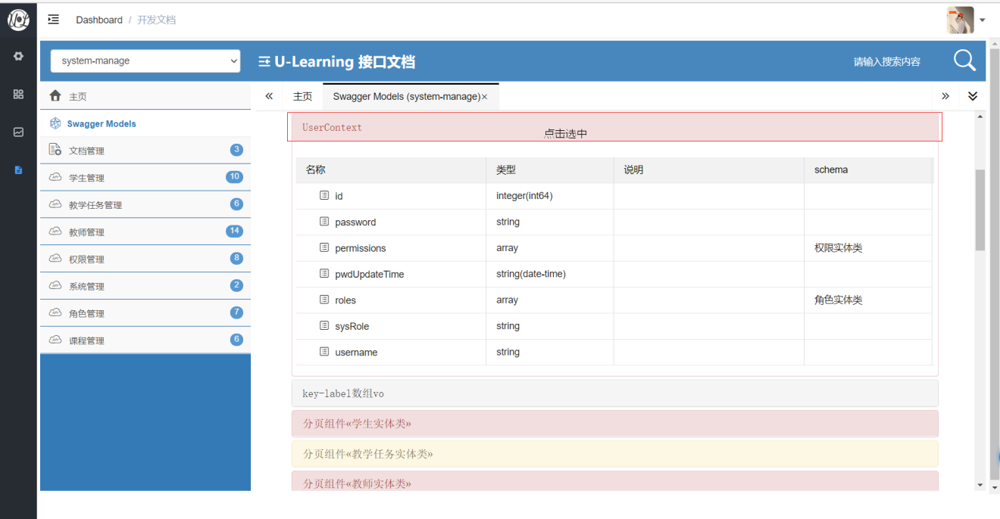 Dashboard / 开发文档
system-manage
U-Learning 接口文档
请输入搜索内容
主页
Swagger Models
文档管理 3
学生管理 10
教学任务管理 6
教师管理 14
权限管理 8
系统管理 2
角色管理 7
课程管理 6
« 主页 Swagger Models (system-manage)× »
UserContext
点击选中
名称 类型 说明 schema
id integer(int64)
password string
permissions array 权限实体类
pwdUpdateTime string(date-time)
roles array 角色实体类
sysRole string
username string
key-label数组vo
分页组件«学生实体类»
分页组件«教学任务实体类»
分页组件«教师实体类»